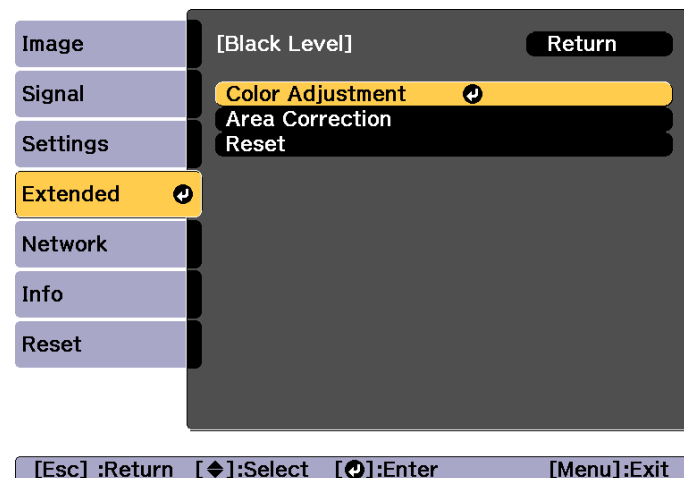 Image
Signal
Settings
Extended
Network
Info
Reset
[Black Level] Return
Color Adjustment
Area Correction
Reset
[Esc] :Return [◆]:Select [↵]:Enter [Menu]:Exit